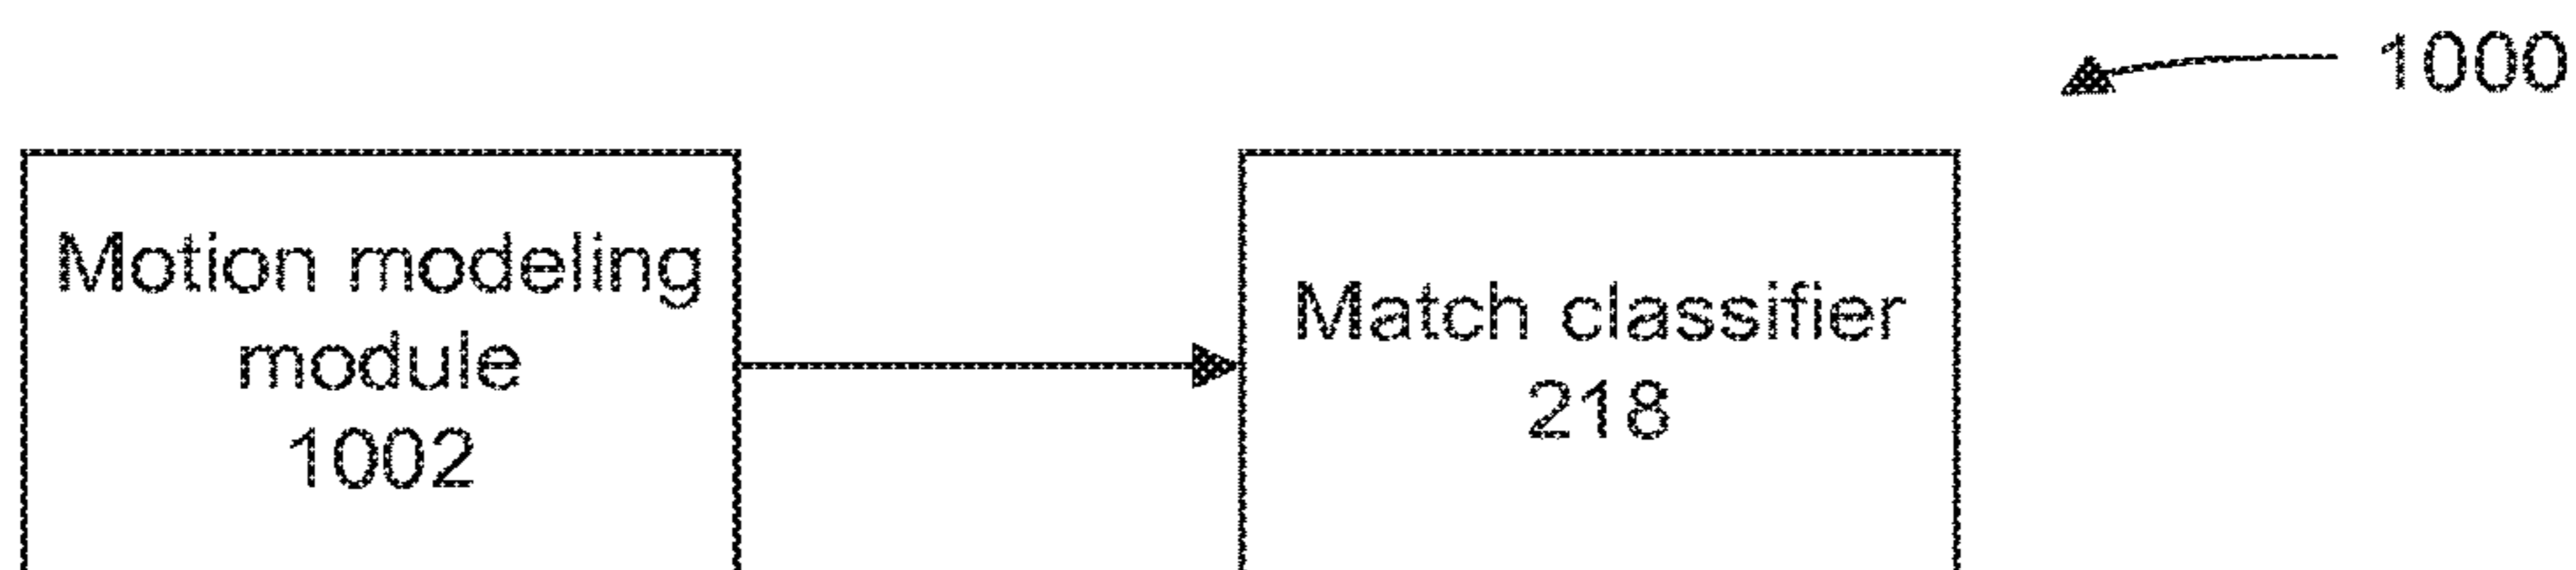 1000
Motion modeling
module
1002
Match classifier
218